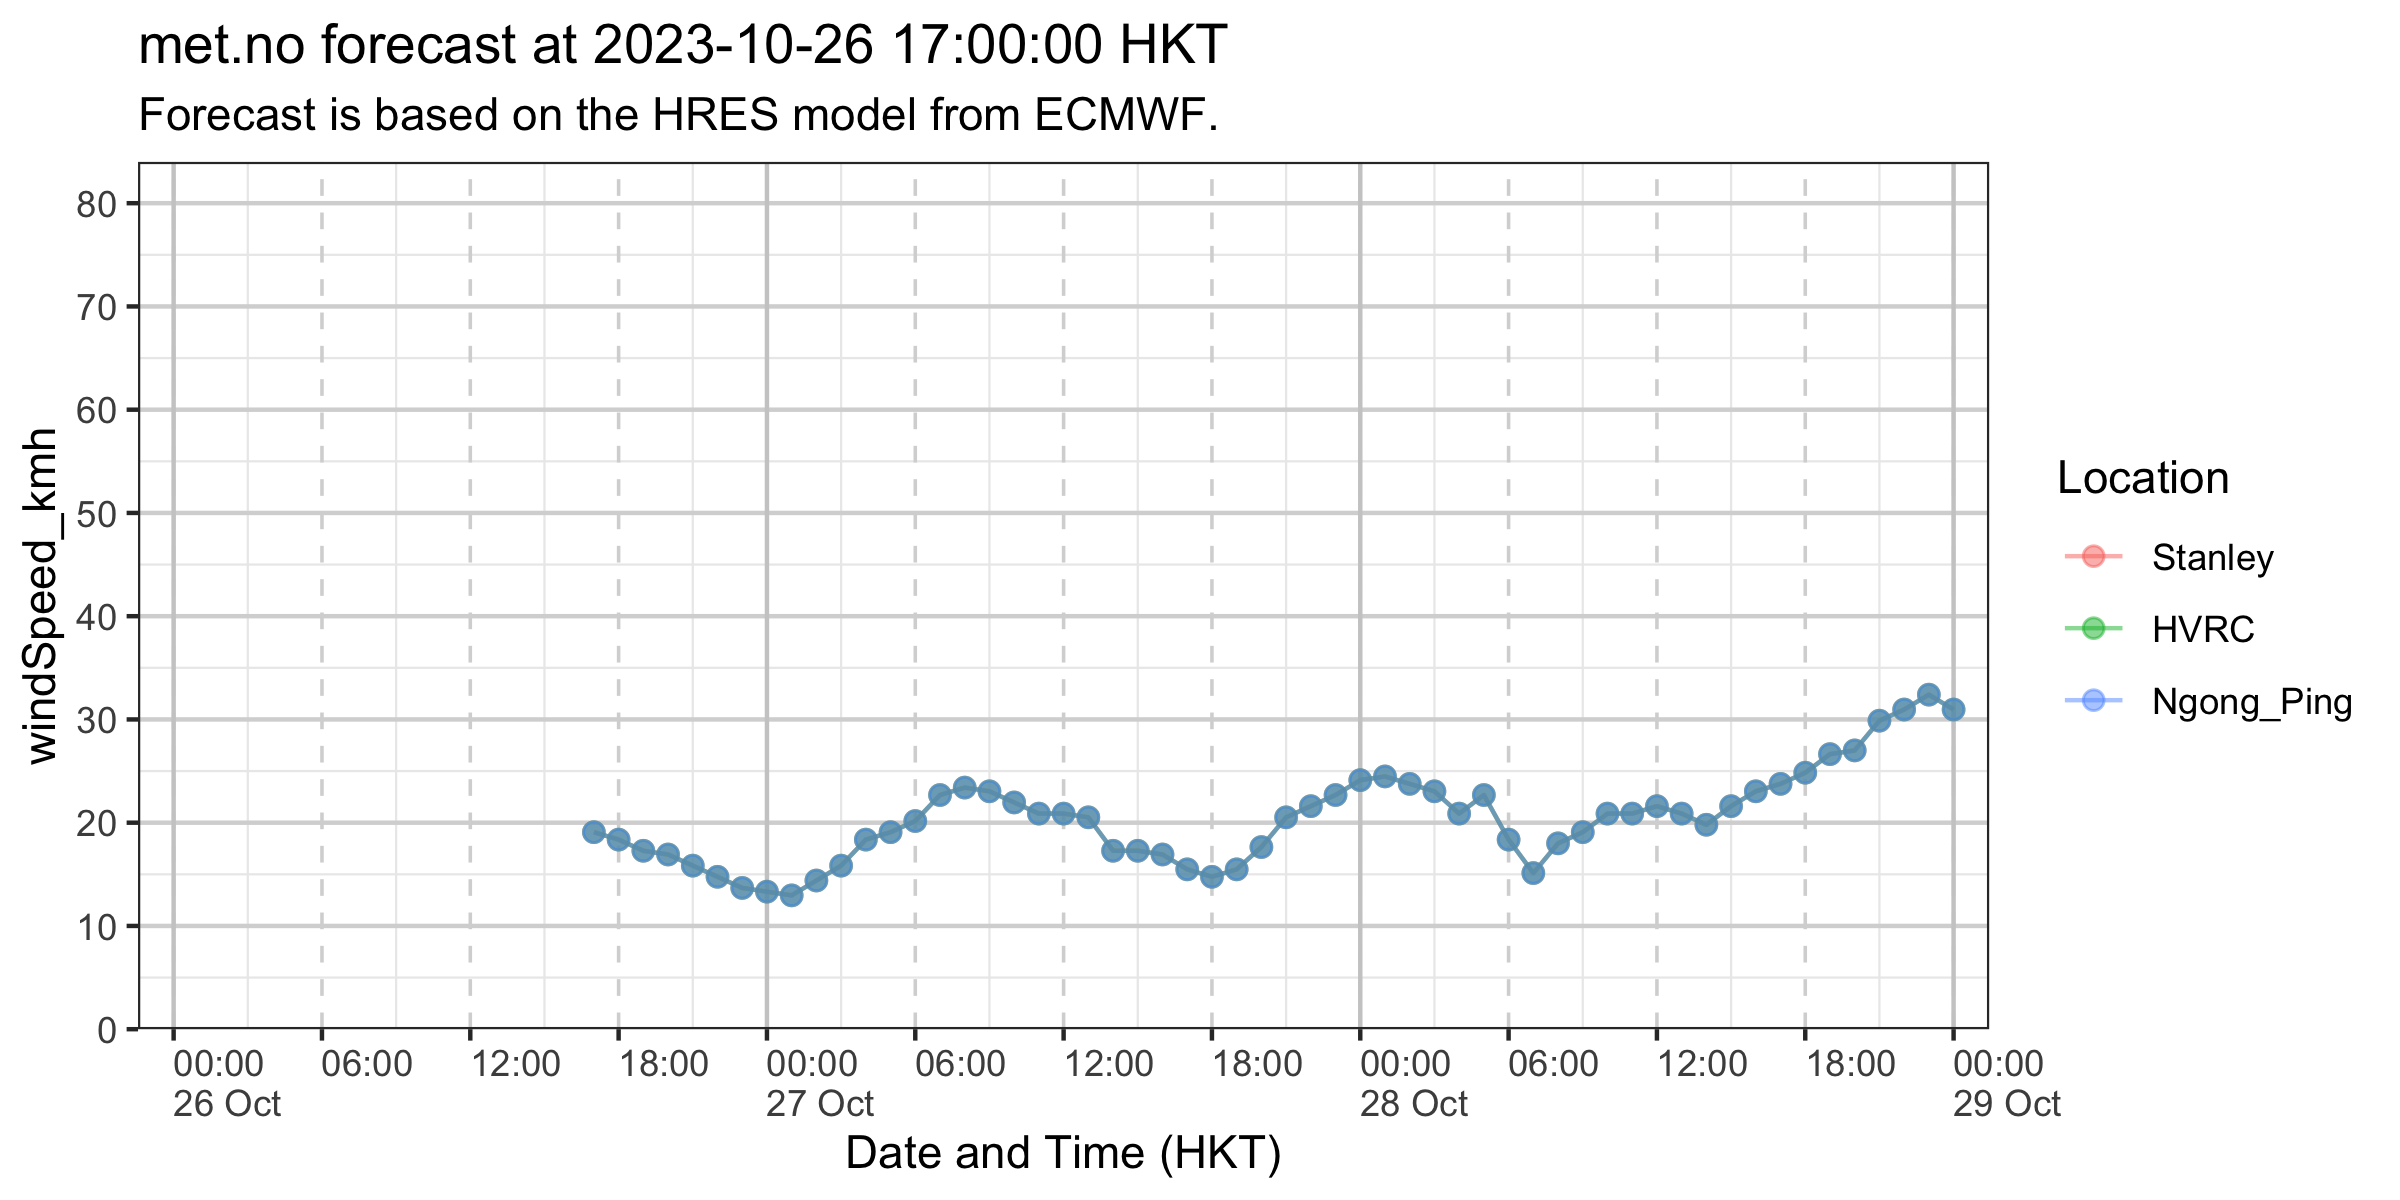 met.no forecast at 2023-10-26 17:00:00 HKT
Forecast is based on the HRES model from ECMWF.
windSpeed_kmh
80
70
60
50
40
30
20
10
0
00:00 06:00 12:00 18:00 00:00 06:00 12:00 18:00 00:00 06:00 12:00 18:00 00:00
26 Oct 27 Oct 28 Oct 29 Oct
Date and Time (HKT)
Location
Stanley
HVRC
Ngong_Ping